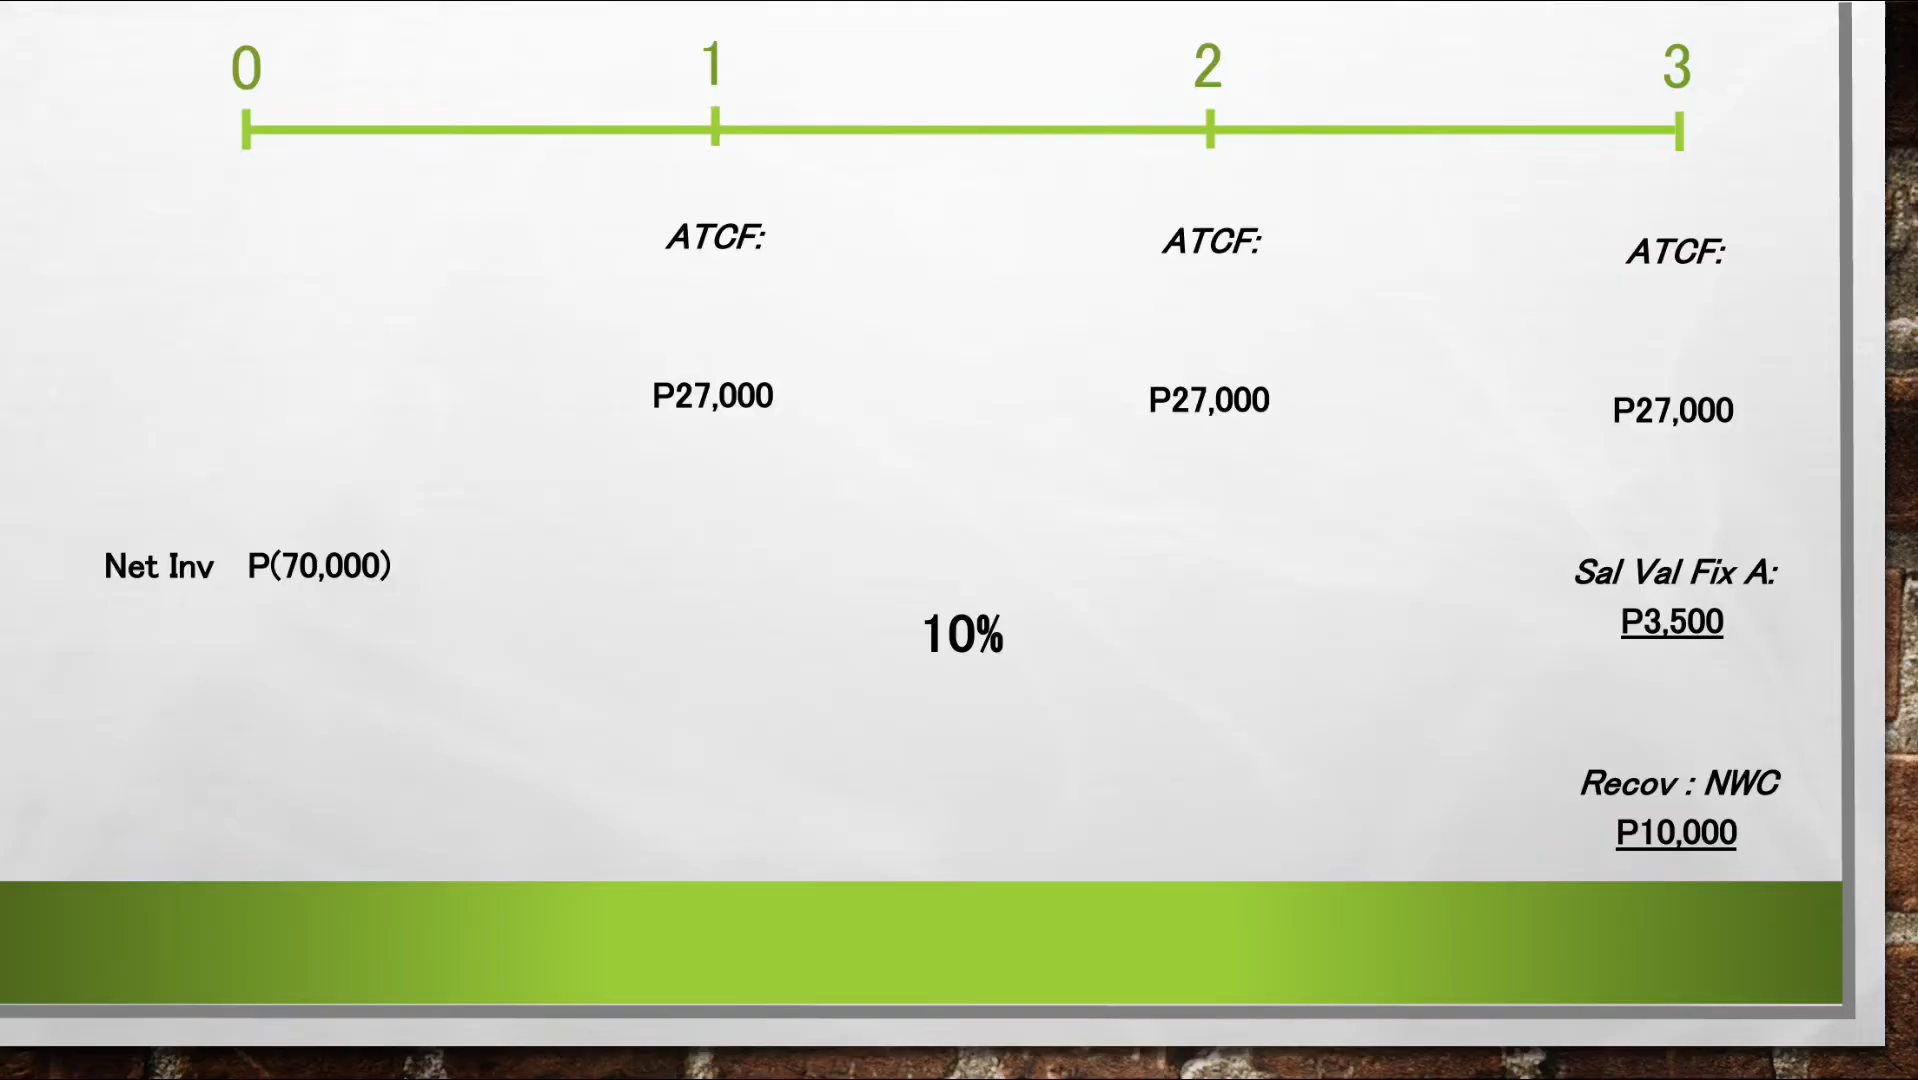 0 1 2 3
ATCF: ATCF: ATCF:
P27,000 P27,000 P27,000
Net Inv P(70,000)
10%
Sal Val Fix A:
P3,500
Recov : NWC
P10,000